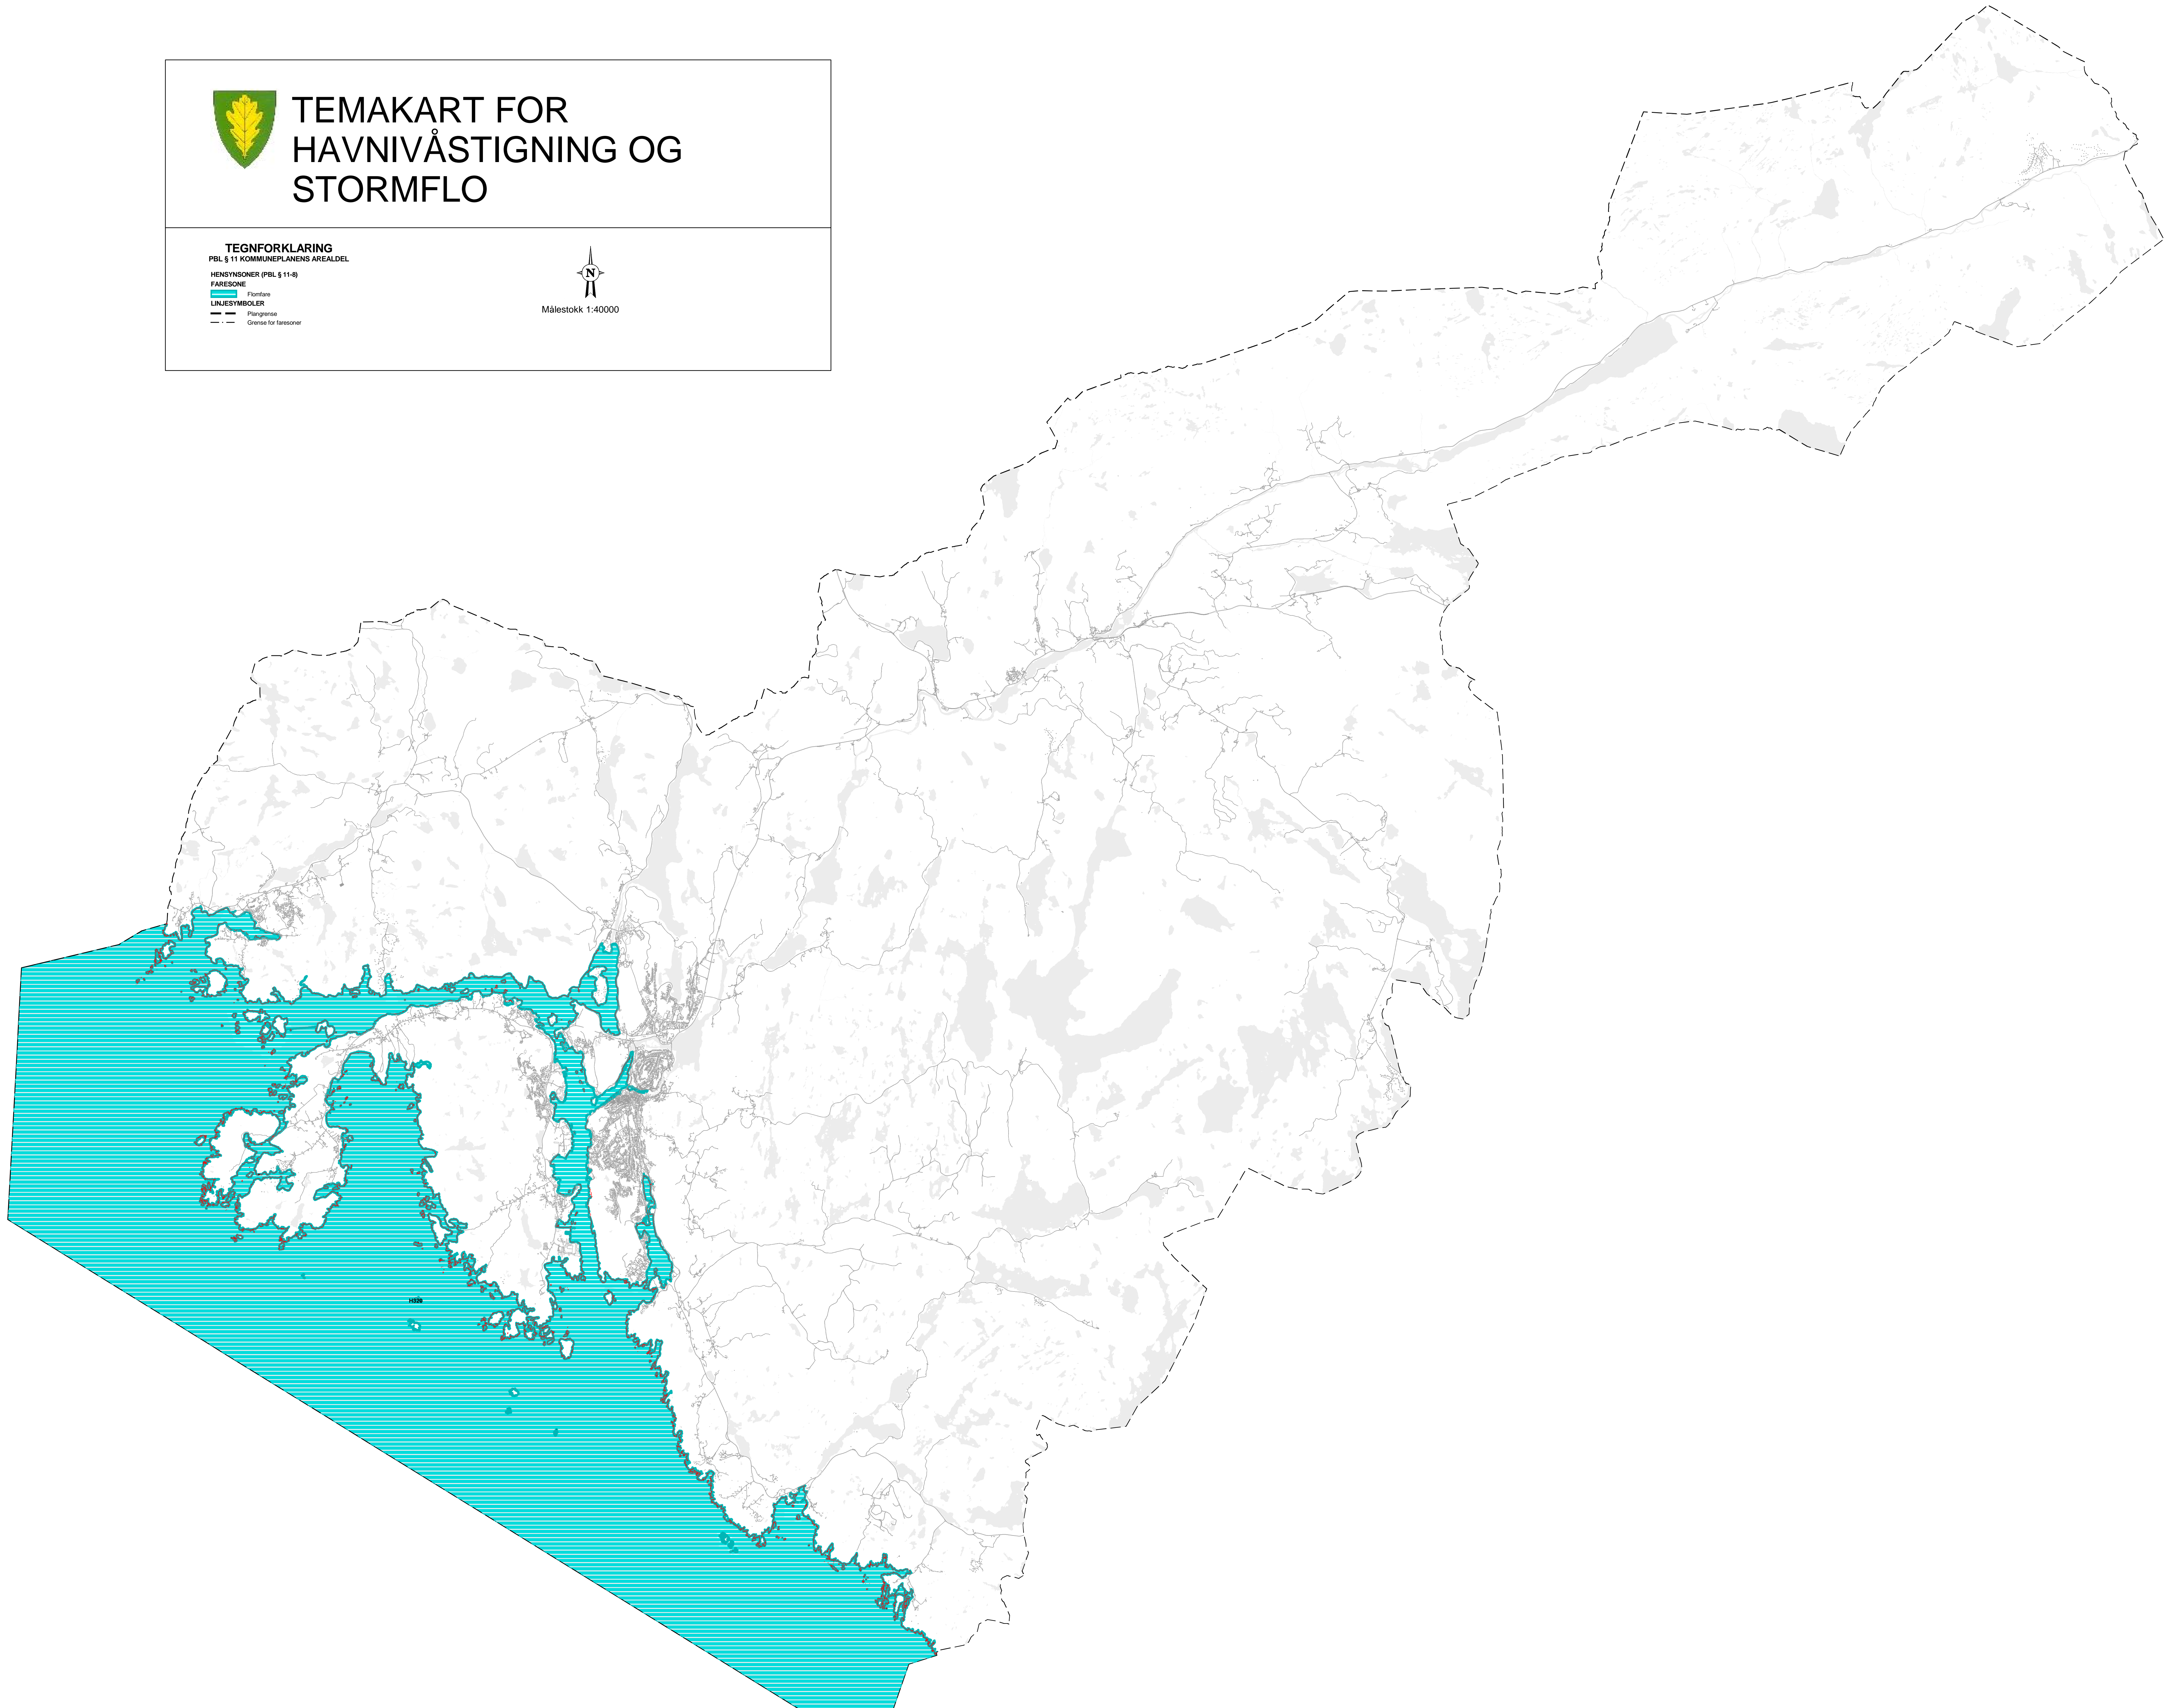 TEMAKART FOR
HAVNIVÅSTIGNING OG
STORMFLO
TEGNFORKLARING
PBL § 11 KOMMUNEPLANENS AREALDEL
HENSYNSONER (PBL § 11-8)
FARESONE
Flomfare
LINJESYMBOLER
Plangrense
Grense for faresoner
N
Målestokk 1:40000